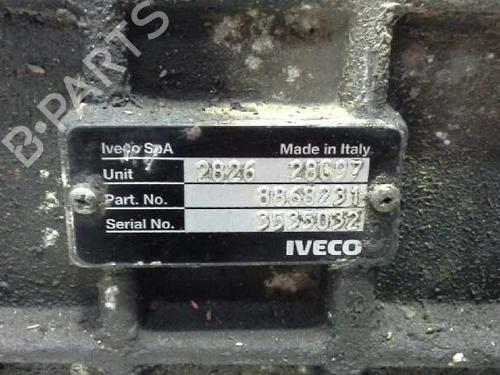 B-PARTS
Iveco SpA Made in Italy
Unit 2826 28C97
Part. No. 8868231
Serial No. 3535032
IVECO